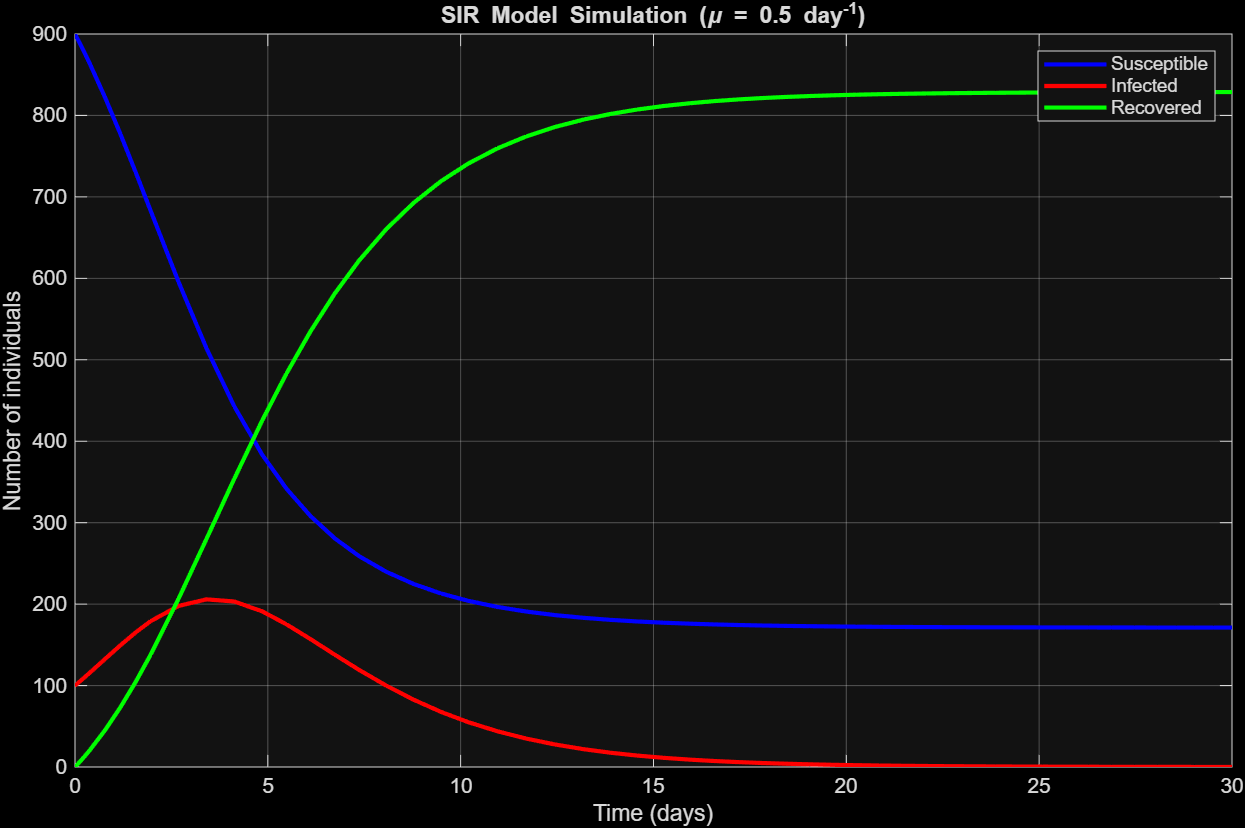 SIR Model Simulation (μ = 0.5 day⁻¹)
Number of individuals
900
800
700
600
500
400
300
200
100
0
Susceptible
Infected
Recovered
0 5 10 15 20 25 30
Time (days)